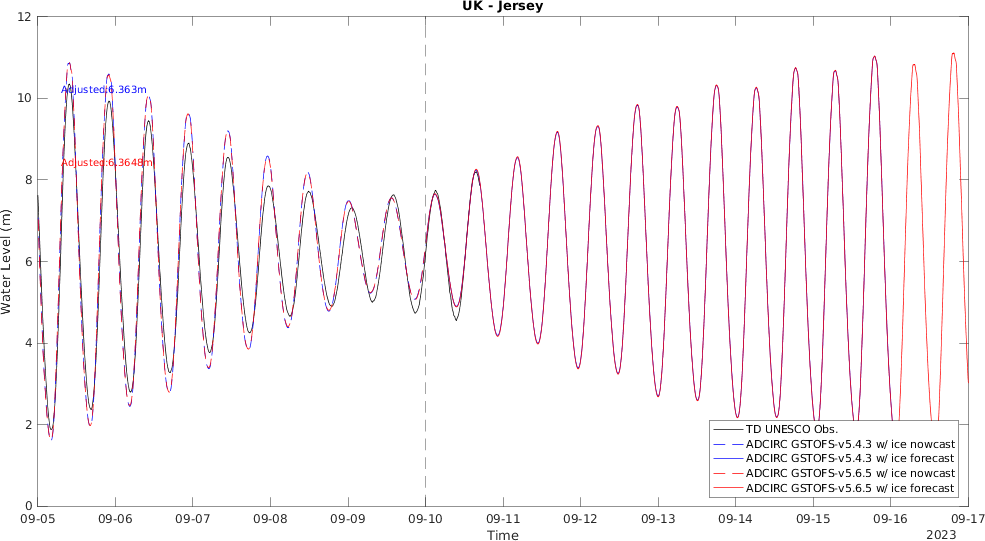 UK - Jersey
12
10
8
6
4
2
0
Water Level (m)
Adjusted:6.363m
Adjusted:6.3648m
TD UNESCO Obs.
ADCIRC GSTOFS-v5.4.3 w/ ice nowcast
ADCIRC GSTOFS-v5.4.3 w/ ice forecast
ADCIRC GSTOFS-v5.6.5 w/ ice nowcast
ADCIRC GSTOFS-v5.6.5 w/ ice forecast
09-05 09-06 09-07 09-08 09-09 09-10 09-11 09-12 09-13 09-14 09-15 09-16 09-17
Time
2023